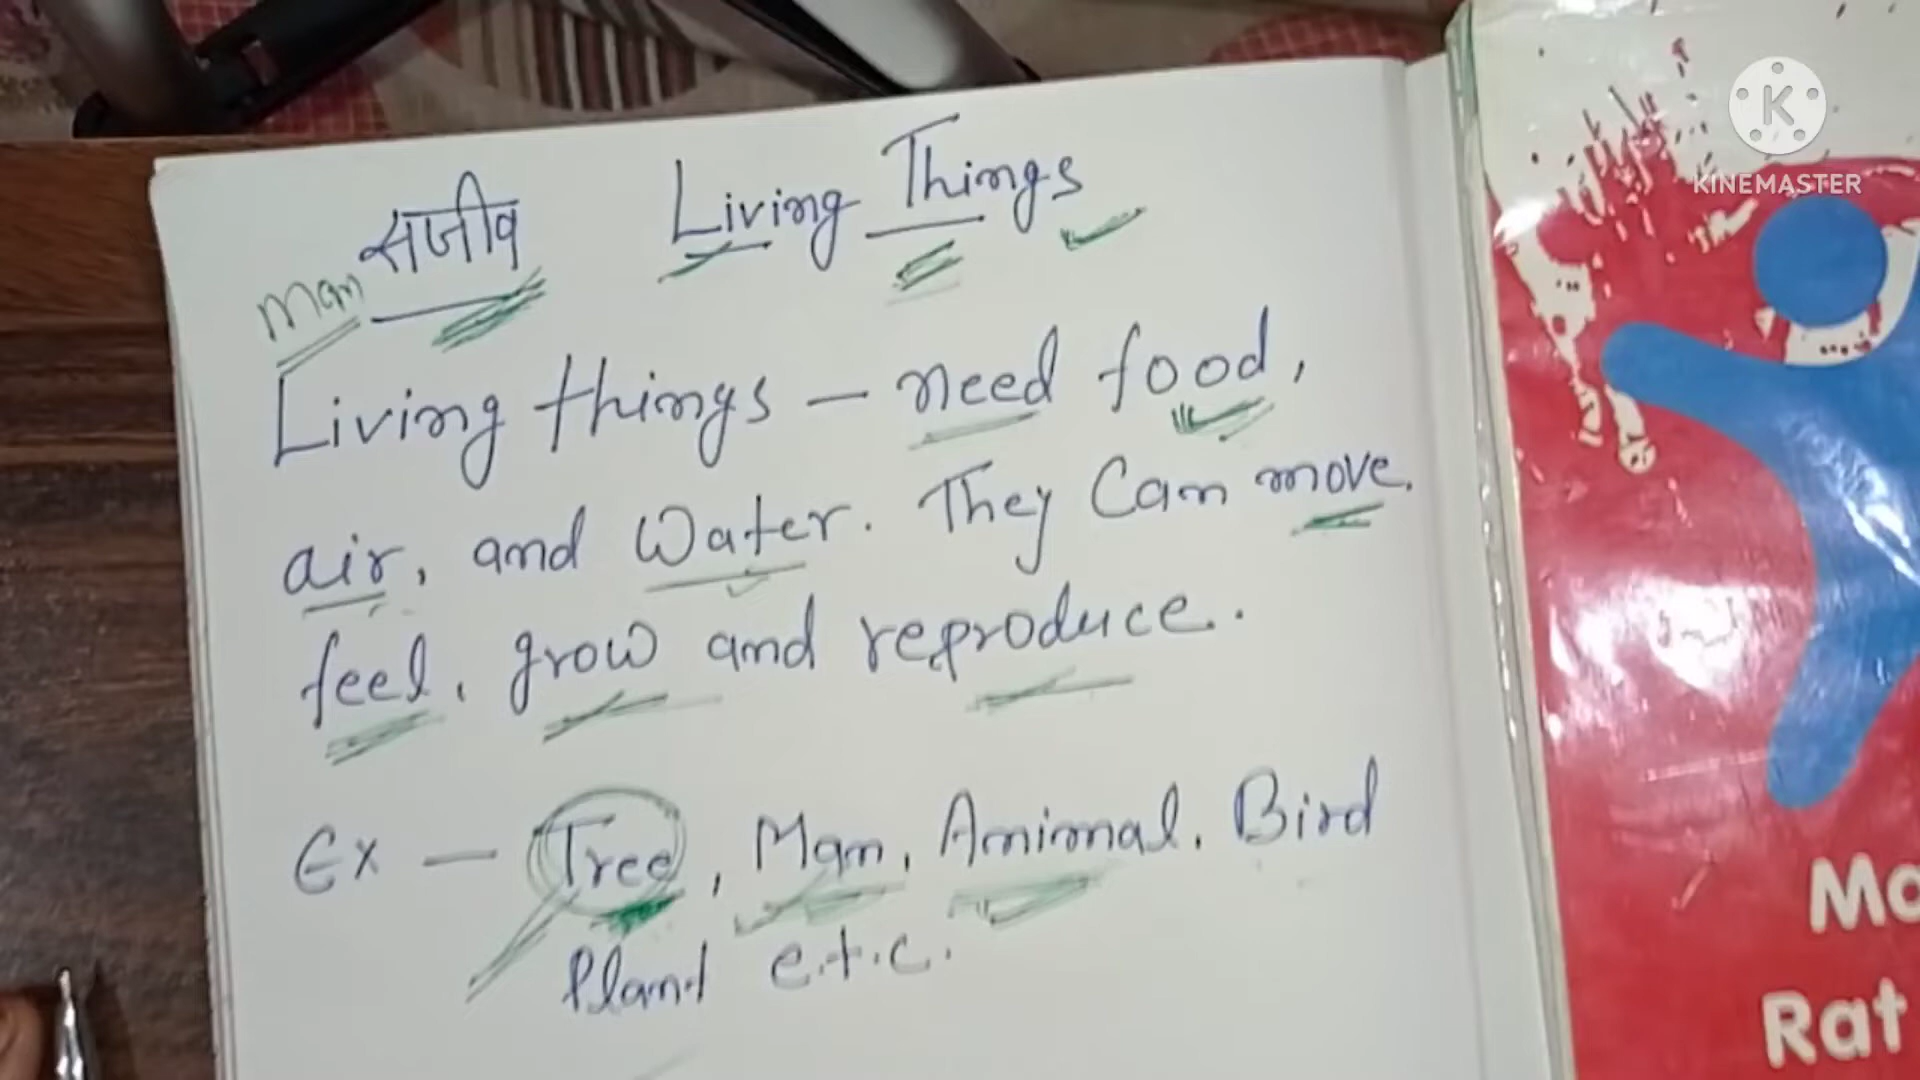 सजीव Living Things
Man
Living things – need food,
air, and Water. They Can move.
feel, grow and reproduce.
Ex – Tree, Man, Animal. Bird
Plant e.t.c.
KINEMASTER
Rat